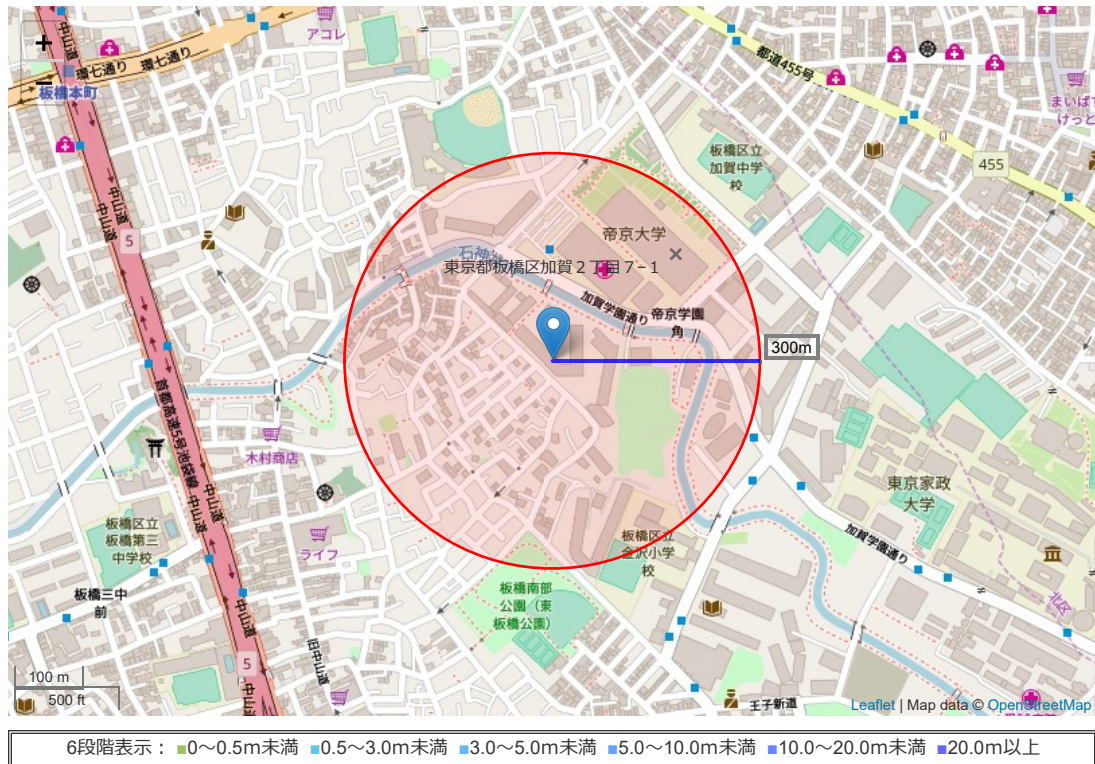 アコレ
中山道
環七通り 環七通り
板橋本町
都道455号
まいばす
けっと
板橋区立
加賀中学
校
455
中山道
中山道
5
帝京大学
石神
東京都板橋区加賀２丁目７−１
加賀学園通り
帝京学園
角
300m
首都高速5号池袋線
中山道
中山道
木村商店
東京家政
大学
板橋区立
板橋第三
中学校
ライフ
板橋区立
金沢小学
校
加賀学園通り
板橋三中
前
板橋南部
公園（東
板橋公園）
北区
中山道
旧中山道
5
100 m
500 ft
王子新道
Leaflet | Map data © OpenStreetMap
6段階表示： ■0〜0.5m未満 ■0.5〜3.0m未満 ■3.0〜5.0m未満 ■5.0〜10.0m未満 ■10.0〜20.0m未満 ■20.0m以上